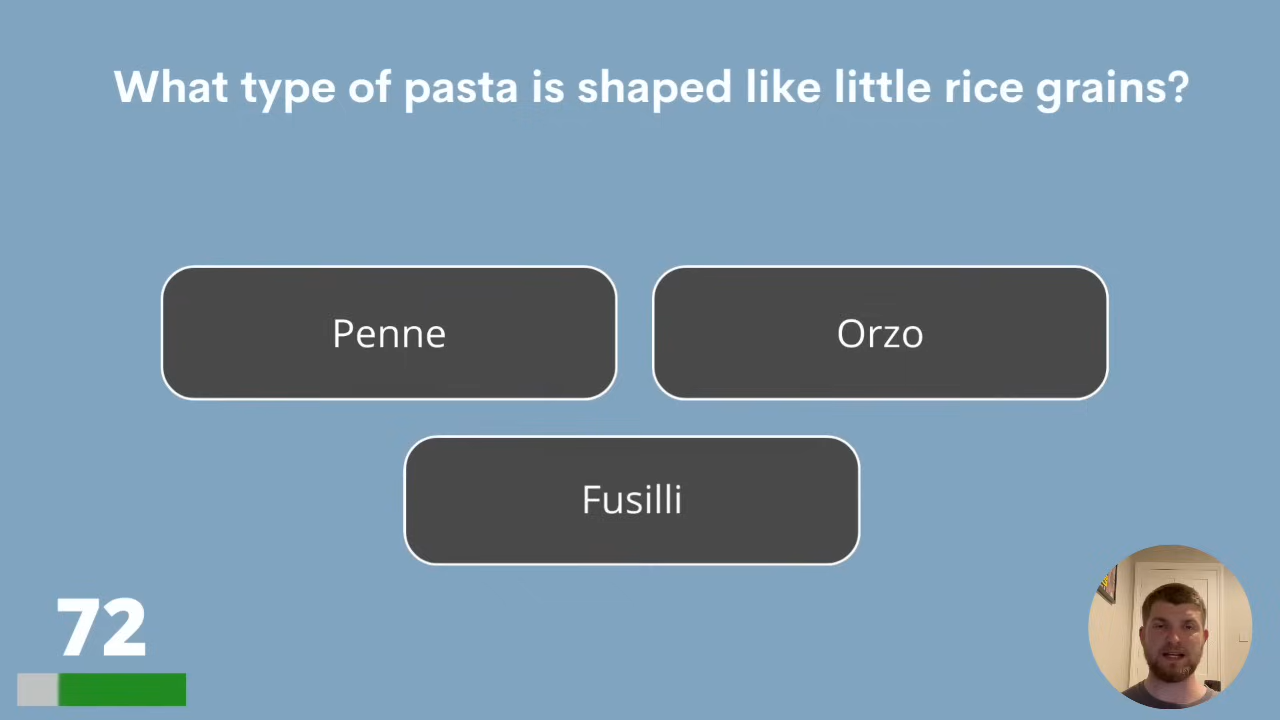 What type of pasta is shaped like little rice grains?
Penne
Orzo
Fusilli
72